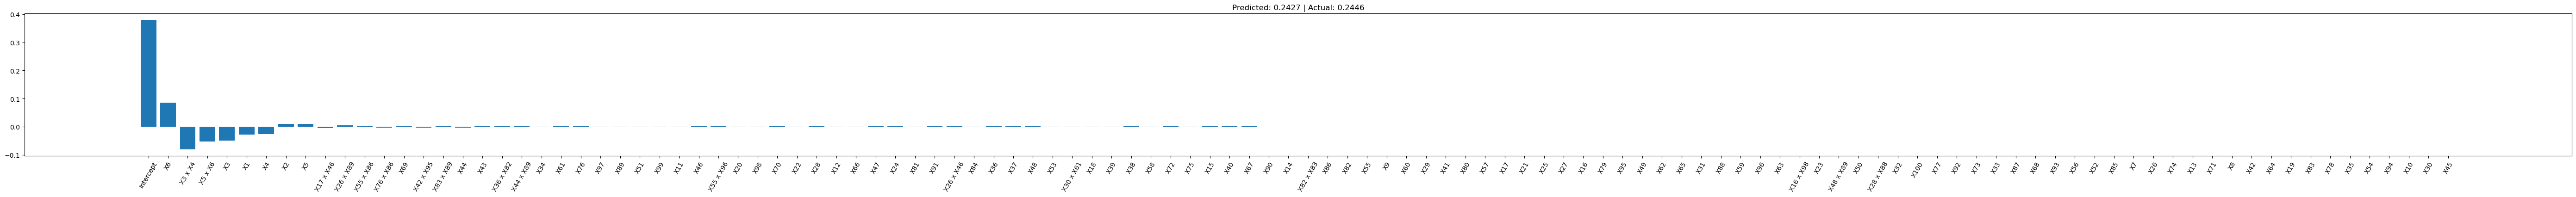 Predicted: 0.2427 | Actual: 0.2446
0.4
0.3
0.2
0.1
0.0
−0.1
Intercept
X6
X3 x X4
X5 x X6
X3
X1
X4
X2
X5
X17 x X46
X26 x X89
X55 x X86
X76 x X86
X69
X42 x X95
X83 x X89
X44
X43
X36 x X82
X44 x X89
X34
X61
X76
X97
X89
X51
X99
X11
X46
X55 x X96
X20
X98
X70
X22
X28
X12
X66
X47
X24
X81
X91
X26 x X46
X84
X36
X37
X48
X53
X30 x X61
X18
X39
X38
X58
X72
X75
X15
X40
X67
X90
X14
X82 x X83
X86
X82
X55
X9
X60
X29
X41
X80
X57
X17
X21
X25
X27
X16
X79
X95
X49
X62
X65
X31
X88
X59
X96
X63
X16 x X98
X23
X48 x X89
X50
X28 x X88
X32
X100
X77
X92
X73
X33
X87
X68
X93
X56
X52
X85
X7
X26
X74
X13
X71
X8
X42
X64
X19
X83
X78
X35
X54
X94
X10
X30
X45